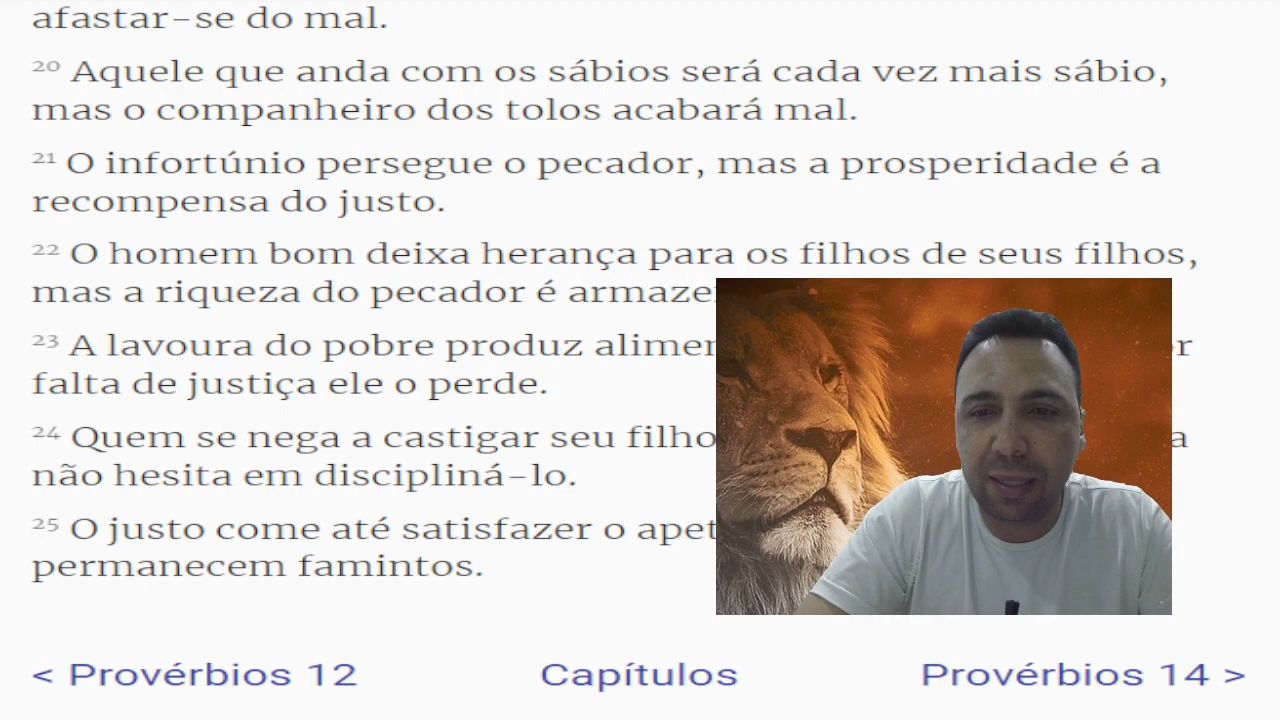 afastar-se do mal.
20 Aquele que anda com os sábios será cada vez mais sábio,
mas o companheiro dos tolos acabará mal.
21 O infortúnio persegue o pecador, mas a prosperidade é a
recompensa do justo.
22 O homem bom deixa herança para os filhos de seus filhos,
mas a riqueza do pecador é
23 A lavoura do pobre produz
falta de justiça ele o perde.
24 Quem se nega a castigar seu filho a
não hesita em discipliná-lo.
25 O justo come até satisfazer o
permanecem famintos.
< Provérbios 12 Capítulos Provérbios 14 >